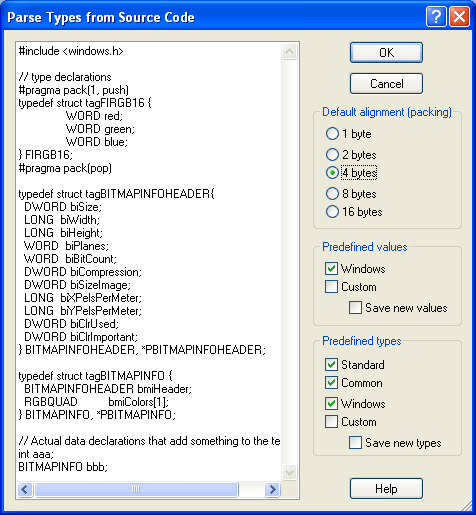 Parse Types from Source Code
#include <windows.h>
// type declarations
#pragma pack(1, push)
typedef struct tagFIRGB16 {
WORD red;
WORD green;
WORD blue;
} FIRGB16;
#pragma pack(pop)
typedef struct tagBITMAPINFOHEADER{
DWORD biSize;
LONG biWidth;
LONG biHeight;
WORD biPlanes;
WORD biBitCount;
DWORD biCompression;
DWORD biSizeImage;
LONG biXPelsPerMeter;
LONG biYPelsPerMeter;
DWORD biClrUsed;
DWORD biClrImportant;
} BITMAPINFOHEADER, *PBITMAPINFOHEADER;
typedef struct tagBITMAPINFO {
BITMAPINFOHEADER bmiHeader;
RGBQUAD bmiColors[1];
} BITMAPINFO, *PBITMAPINFO;
// Actual data declarations that add something to the te
int aaa;
BITMAPINFO bbb;
OK
Cancel
Default alignment (packing)
1 byte
2 bytes
4 bytes
8 bytes
16 bytes
Predefined values
Windows
Custom
Save new values
Predefined types
Standard
Common
Windows
Custom
Save new types
Help